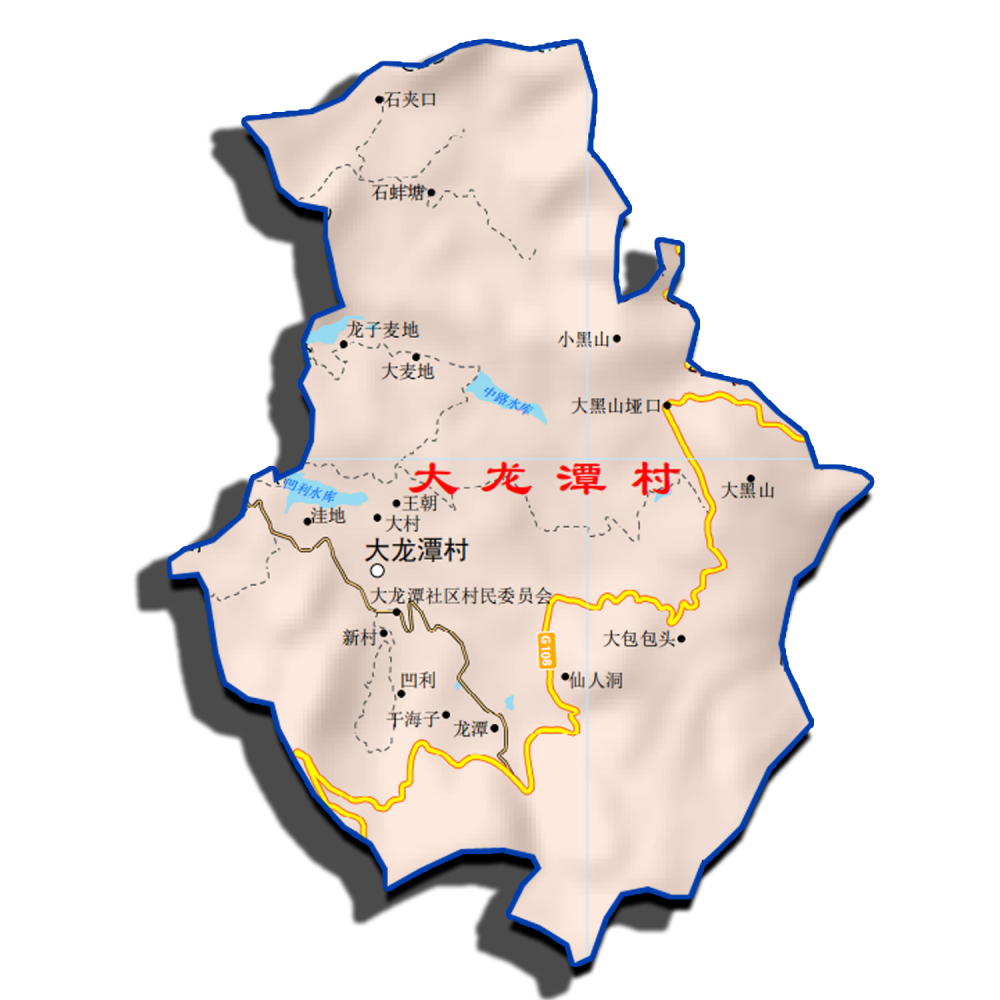 石夹口
石蚌塘
龙子麦地
小黑山
大麦地
中路水库
大黑山垭口
大龙潭村
大黑山
凹利水库
王朝
洼地
大村
大龙潭村
大龙潭社区村民委员会
新村
大包包头
G108
凹利
仙人洞
干海子
龙潭